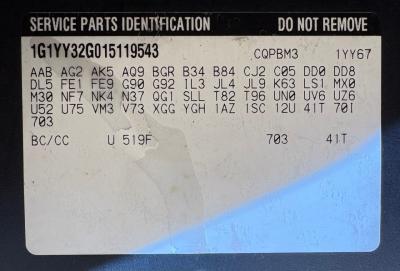 SERVICE PARTS IDENTIFICATION DO NOT REMOVE
1G1YY32G015119543 CQPBM3 1YY67
AAB AG2 AK5 AQ9 BGR B34 B84 CJ2 C05 DD0 DD8
DL5 FE1 FE9 G90 G92 IL3 JL4 JL9 K63 LS1 MX0
M30 NF7 NK4 N37 QG1 SLL T82 T96 UN0 UV6 UZ6
U52 U75 VM3 V73 XGG YGH 1AZ 1SC 12U 41T 70I
703
BC/CC U 519F 703 41T